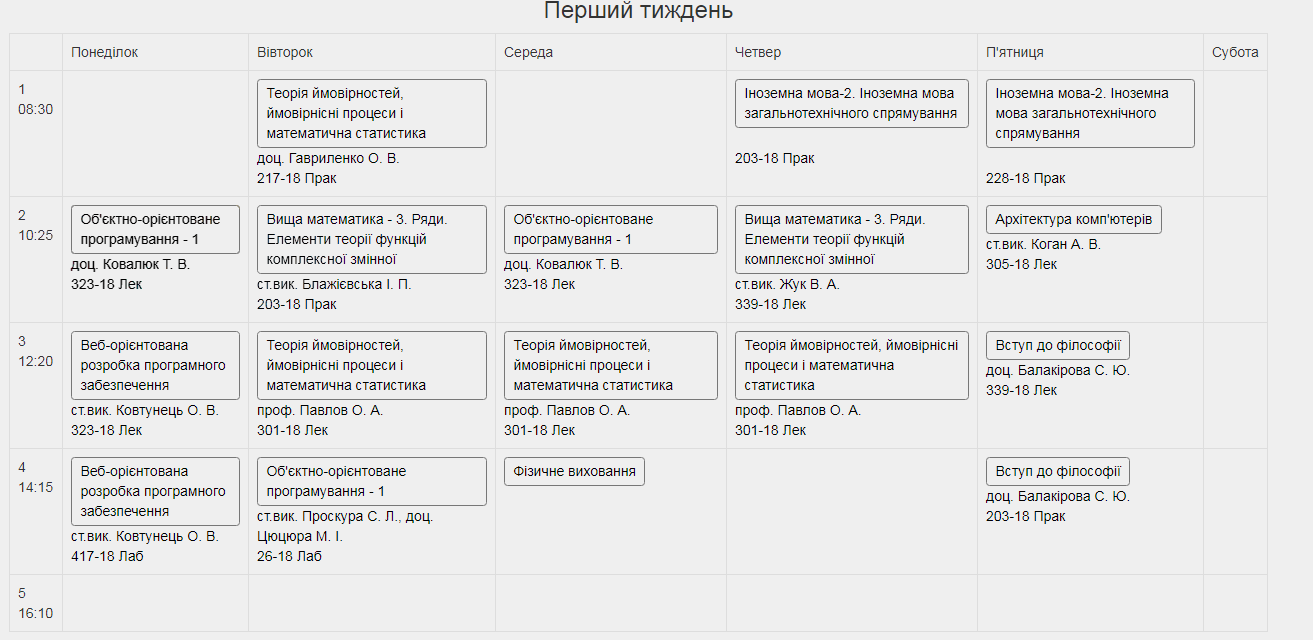 Перший тиждень
Понеділок
Вівторок
Середа
Четвер
П'ятниця
Субота
1
08:30
Теорія ймовірностей,
ймовірнісні процеси і
математична статистика
доц. Гавриленко О. В.
217-18 Прак
Іноземна мова-2. Іноземна мова
загальнотехнічного спрямування
203-18 Прак
Іноземна мова-2. Іноземна
мова загальнотехнічного
спрямування
228-18 Прак
2
10:25
Об'єктно-орієнтоване
програмування - 1
доц. Ковалюк Т. В.
323-18 Лек
Вища математика - 3. Ряди.
Елементи теорії функцій
комплексної змінної
ст.вик. Блажієвська І. П.
203-18 Прак
Об'єктно-орієнтоване
програмування - 1
доц. Ковалюк Т. В.
323-18 Лек
Вища математика - 3. Ряди.
Елементи теорії функцій
комплексної змінної
ст.вик. Жук В. А.
339-18 Лек
Архітектура комп'ютерів
ст.вик. Коган А. В.
305-18 Лек
3
12:20
Веб-орієнтована
розробка програмного
забезпечення
ст.вик. Ковтунець О. В.
323-18 Лек
Теорія ймовірностей,
ймовірнісні процеси і
математична статистика
проф. Павлов О. А.
301-18 Лек
Теорія ймовірностей,
ймовірнісні процеси і
математична статистика
проф. Павлов О. А.
301-18 Лек
Теорія ймовірностей, ймовірнісні
процеси і математична
статистика
проф. Павлов О. А.
301-18 Лек
Вступ до філософії
доц. Балакірова С. Ю.
339-18 Лек
4
14:15
Веб-орієнтована
розробка програмного
забезпечення
ст.вик. Ковтунець О. В.
417-18 Лаб
Об'єктно-орієнтоване
програмування - 1
ст.вик. Проскура С. Л., доц.
Цюцюра М. І.
26-18 Лаб
Фізичне виховання
Вступ до філософії
доц. Балакірова С. Ю.
203-18 Прак
5
16:10